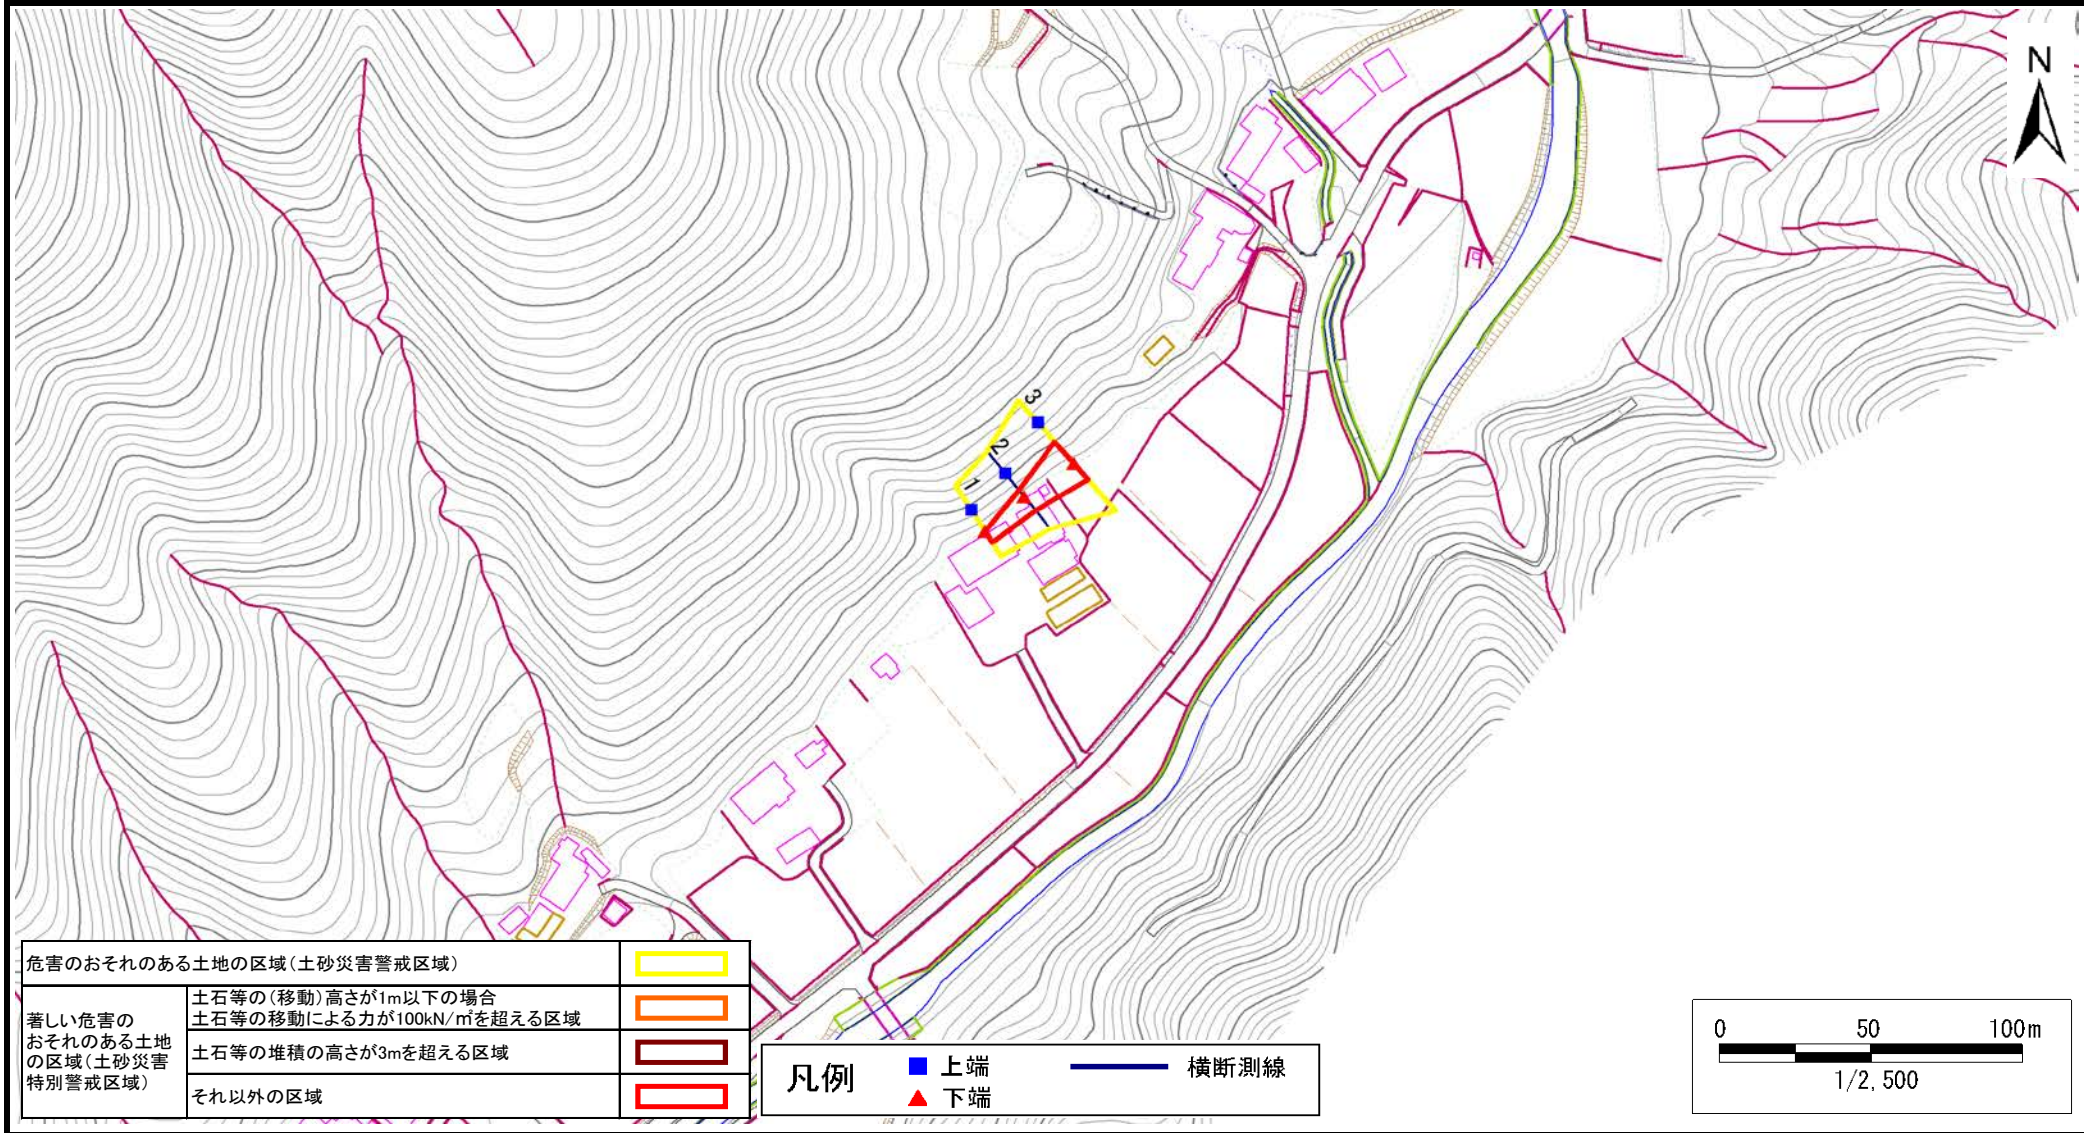 N
3
2
1
危害のおそれのある土地の区域(土砂災害警戒区域)
著しい危害の
おそれのある土地
の区域(土砂災害
特別警戒区域)
土石等の(移動)高さが1m以下の場合
土石等の移動による力が100kN/㎡を超える区域
土石等の堆積の高さが3mを超える区域
それ以外の区域
凡例
上端
下端
横断測線
0 50 100m
1/2,500